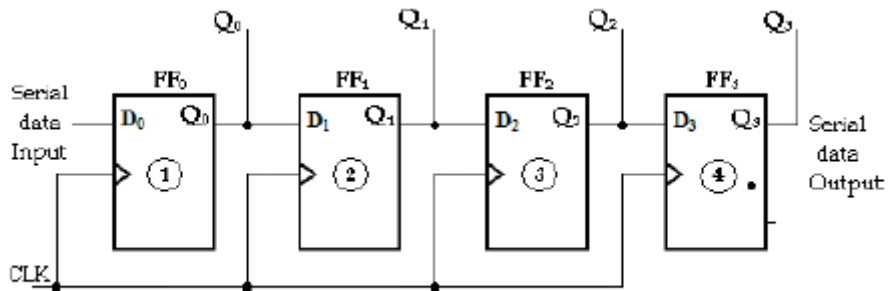 Q₀ Q₁ Q₂ Q₃
FF₀ FF₁ FF₂ FF₃
Serial data Input
D₀ Q₀ D₁ Q₁ D₂ Q₂ D₃ Q₃
Serial data Output
1 2 3 4
CLK